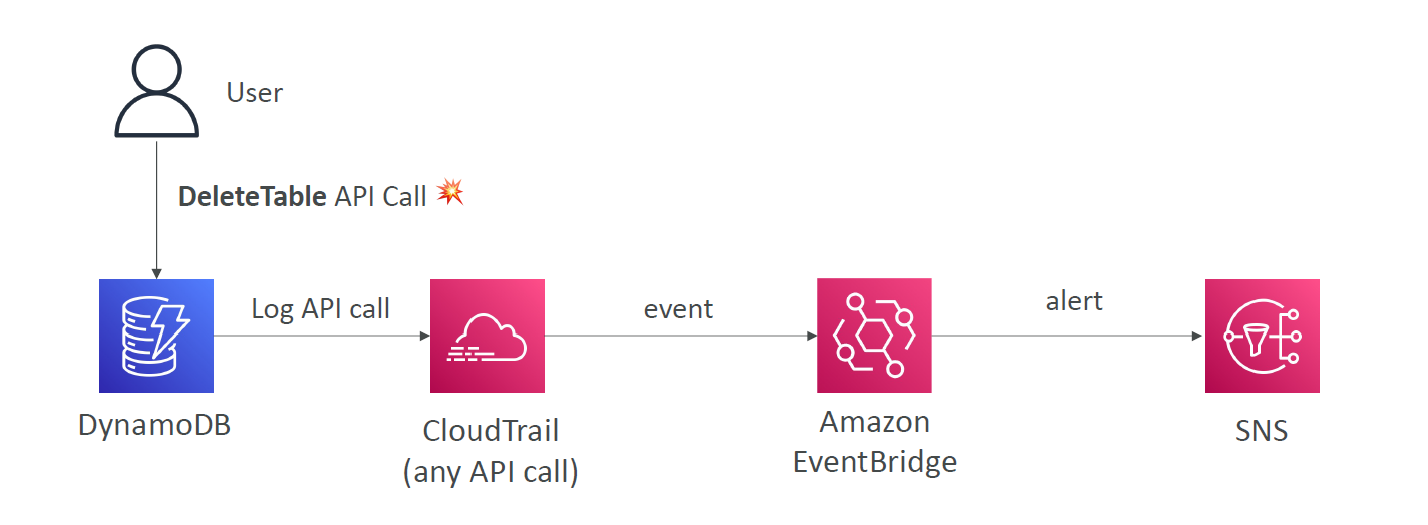 User
DeleteTable API Call 💥
Log API call
event
alert
DynamoDB
CloudTrail
(any API call)
Amazon
EventBridge
SNS